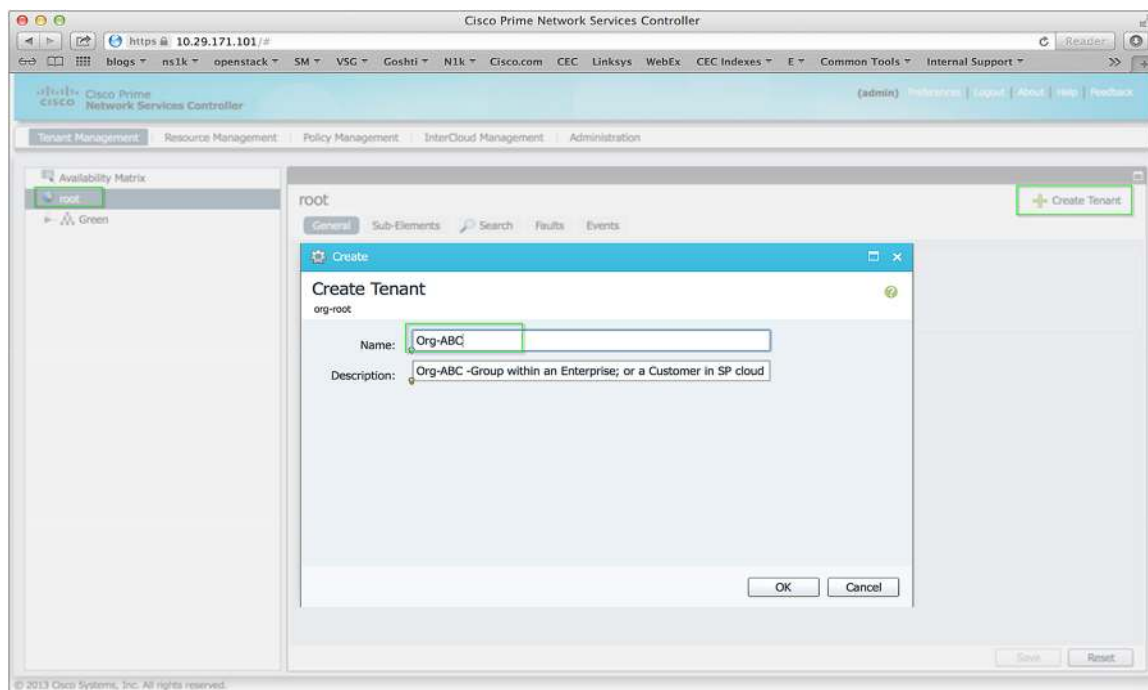 Cisco Prime Network Services Controller
https 10.29.171.101/# Reader
blogs ns1k openstack SM VSG Goshti N1k Cisco.com CEC Linksys WebEx CEC Indexes E Common Tools Internal Support
cisco Cisco Prime
Network Services Controller
(admin) Preferences | Logout | About | Help | Feedback
Tenant Management Resource Management Policy Management InterCloud Management Administration
Availability Matrix
root
Green
root
Create Tenant
General Sub-Elements Search Faults Events
Create
Create Tenant
org-root
Name: Org-ABC
Description: Org-ABC -Group within an Enterprise; or a Customer in SP cloud
OK Cancel
Save Reset
© 2013 Cisco Systems, Inc. All rights reserved.